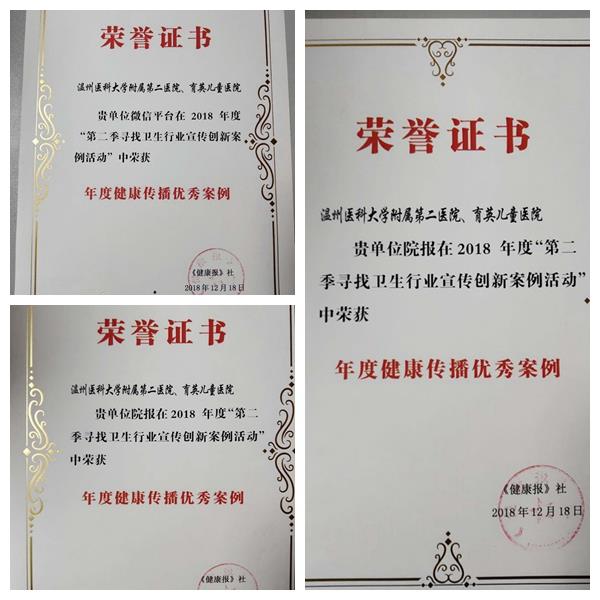 荣誉证书
温州医科大学附属第二医院、育英儿童医院
贵单位微信平台在 2018 年度
“第二季寻找卫生行业宣传创新案
例活动”中荣获
年度健康传播优秀案例
《健康报》社
2018年12月18日
荣誉证书
温州医科大学附属第二医院、育英儿童医院
贵单位院报在2018 年度“第二
季寻找卫生行业宣传创新案例活动”
中荣获
年度健康传播优秀案例
《健康报》社
荣誉证书
温州医科大学附属第二医院、育英儿童医院
贵单位院报在2018 年度“第二
季寻找卫生行业宣传创新案例活动”
中荣获
年度健康传播优秀案例
《健康报》社
2018年12月18日